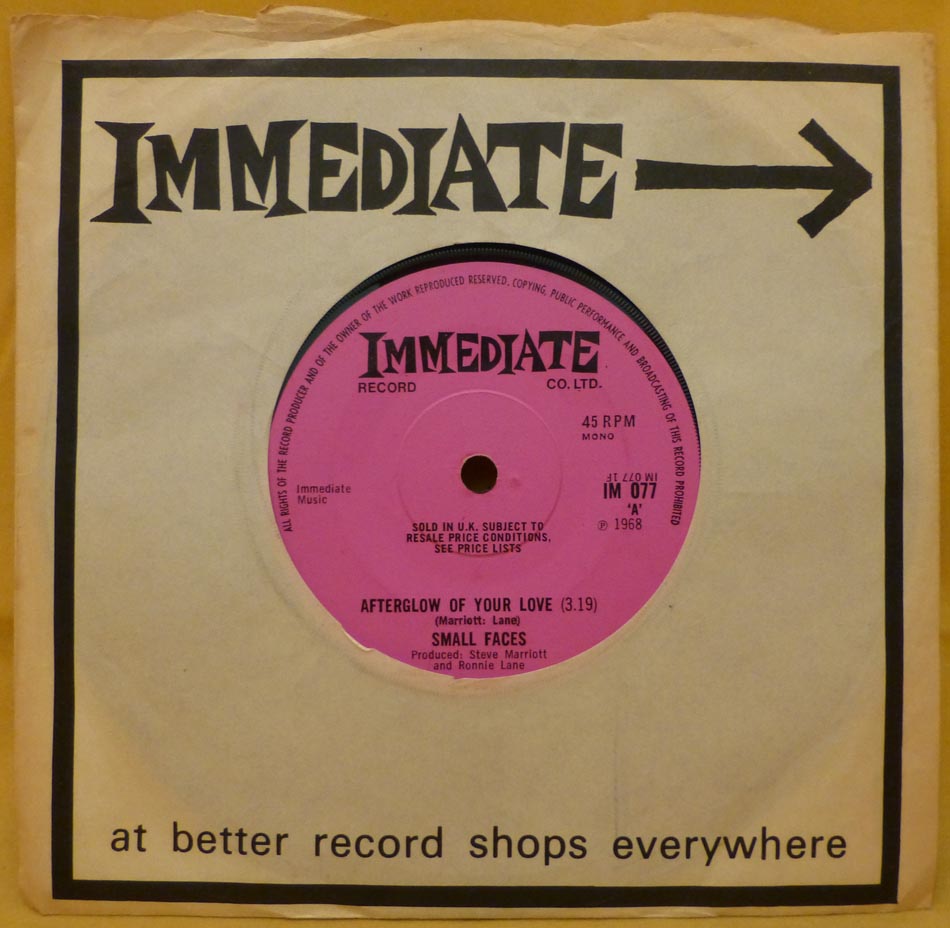 IMMEDIATE
ALL RIGHTS OF THE RECORD PRODUCER AND OF THE OWNER OF THE WORK REPRODUCED RESERVED. COPYING, PUBLIC PERFORMANCE AND BROADCASTING OF THIS RECORD PROHIBITED
IMMEDIATE
RECORD CO. LTD.
45 RPM
MONO
IM 077 1F
IM 077
'A'
℗ 1968
Immediate
Music
SOLD IN U.K. SUBJECT TO
RESALE PRICE CONDITIONS,
SEE PRICE LISTS
AFTERGLOW OF YOUR LOVE (3.19)
(Marriott: Lane)
SMALL FACES
Produced: Steve Marriott
and Ronnie Lane
at better record shops everywhere